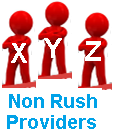 X Y Z
Non Rush
Providers